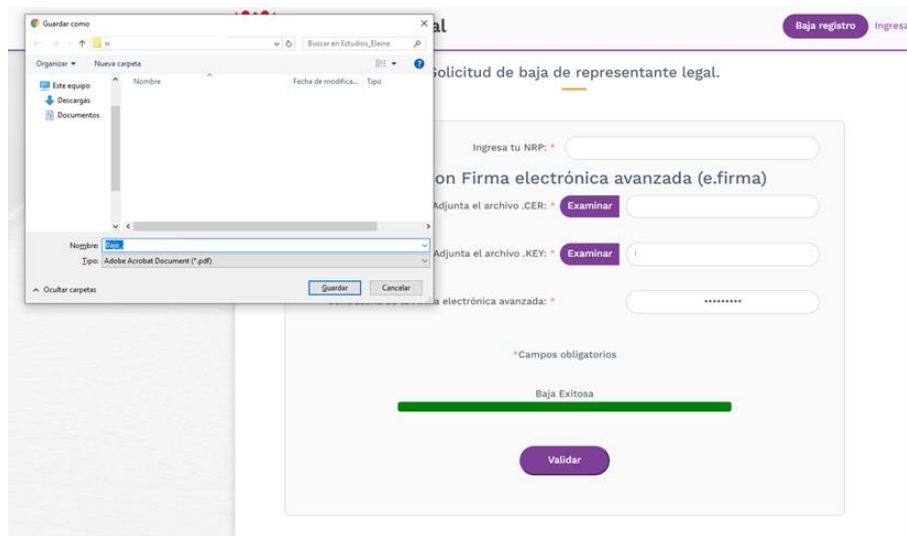 Guardar como
«
Buscar en Estudios_Elaine
Organizar
Nueva carpeta
Este equipo
Descargas
Documentos
Nombre
Fecha de modifica...
Tipo
Nombre: Baja_
Tipo: Adobe Acrobat Document (*.pdf)
Ocultar carpetas
Guardar
Cancelar
al
Baja registro
Ingresa
Solicitud de baja de representante legal.
Ingresa tu NRP: *
on Firma electrónica avanzada (e.firma)
Adjunta el archivo .CER: *
Examinar
Adjunta el archivo .KEY: *
Examinar
electrónica avanzada: *
•••••••••
*Campos obligatorios
Baja Exitosa
Validar